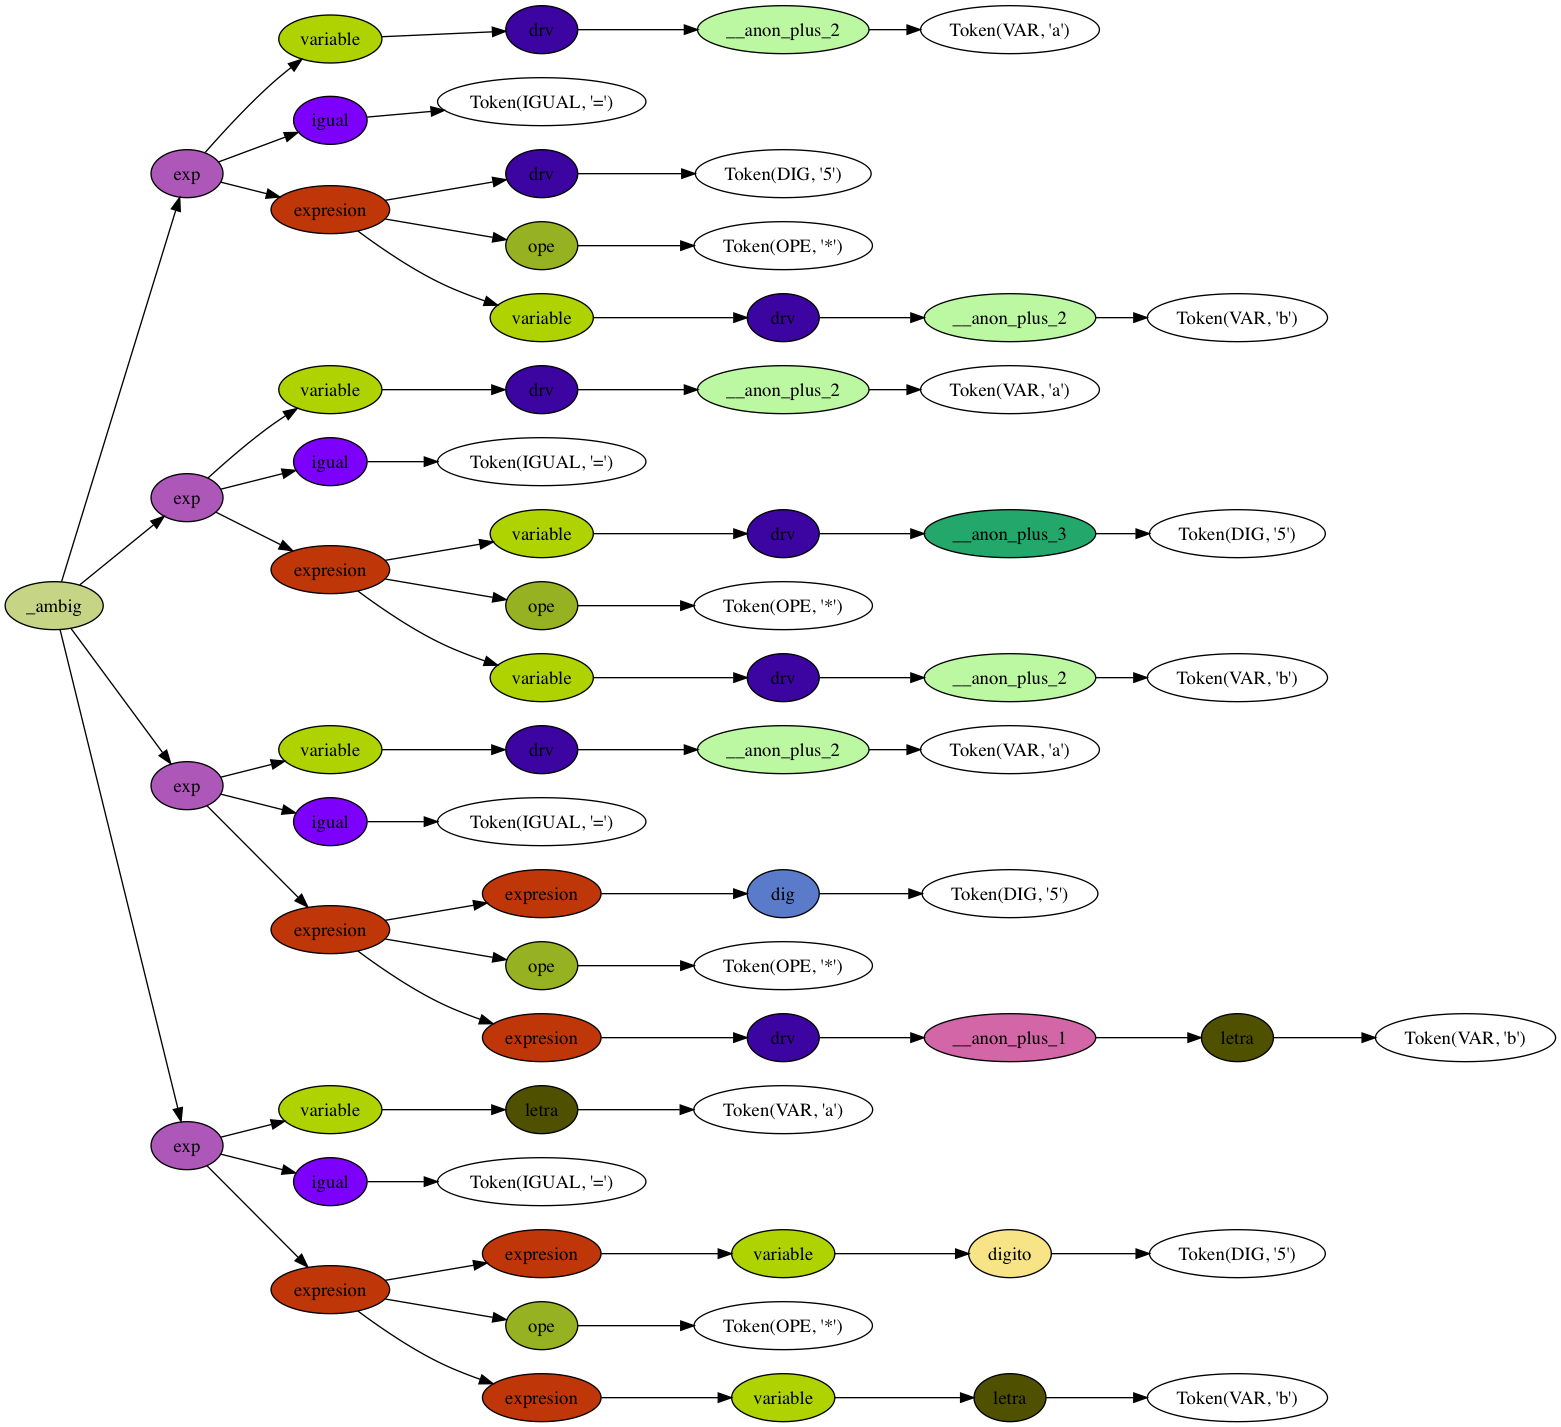 variable
drv
__anon_plus_2
Token(VAR, 'a')
igual
Token(IGUAL, '=')
exp
drv
Token(DIG, '5')
expresion
ope
Token(OPE, '*')
variable
drv
__anon_plus_2
Token(VAR, 'b')
variable
drv
__anon_plus_2
Token(VAR, 'a')
igual
Token(IGUAL, '=')
exp
variable
drv
__anon_plus_3
Token(DIG, '5')
expresion
_ambig
ope
Token(OPE, '*')
variable
drv
__anon_plus_2
Token(VAR, 'b')
variable
drv
__anon_plus_2
Token(VAR, 'a')
exp
igual
Token(IGUAL, '=')
expresion
dig
Token(DIG, '5')
expresion
ope
Token(OPE, '*')
expresion
drv
__anon_plus_1
letra
Token(VAR, 'b')
variable
letra
Token(VAR, 'a')
exp
igual
Token(IGUAL, '=')
expresion
variable
digito
Token(DIG, '5')
expresion
ope
Token(OPE, '*')
expresion
variable
letra
Token(VAR, 'b')